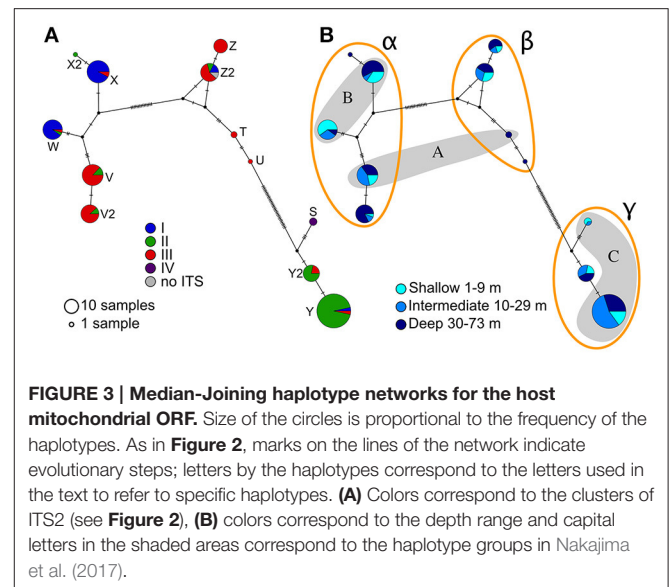 A
B
α
β
γ
X2
X
W
V
V2
Z
Z2
T
U
S
Y2
Y
I
II
III
IV
no ITS
10 samples
1 sample
B
A
C
Shallow 1-9 m
Intermediate 10-29 m
Deep 30-73 m
FIGURE 3 | Median-Joining haplotype networks for the host
mitochondrial ORF. Size of the circles is proportional to the frequency of the
haplotypes. As in Figure 2, marks on the lines of the network indicate
evolutionary steps; letters by the haplotypes correspond to the letters used in
the text to refer to specific haplotypes. (A) Colors correspond to the clusters of
ITS2 (see Figure 2), (B) colors correspond to the depth range and capital
letters in the shaded areas correspond to the haplotype groups in Nakajima
et al. (2017).